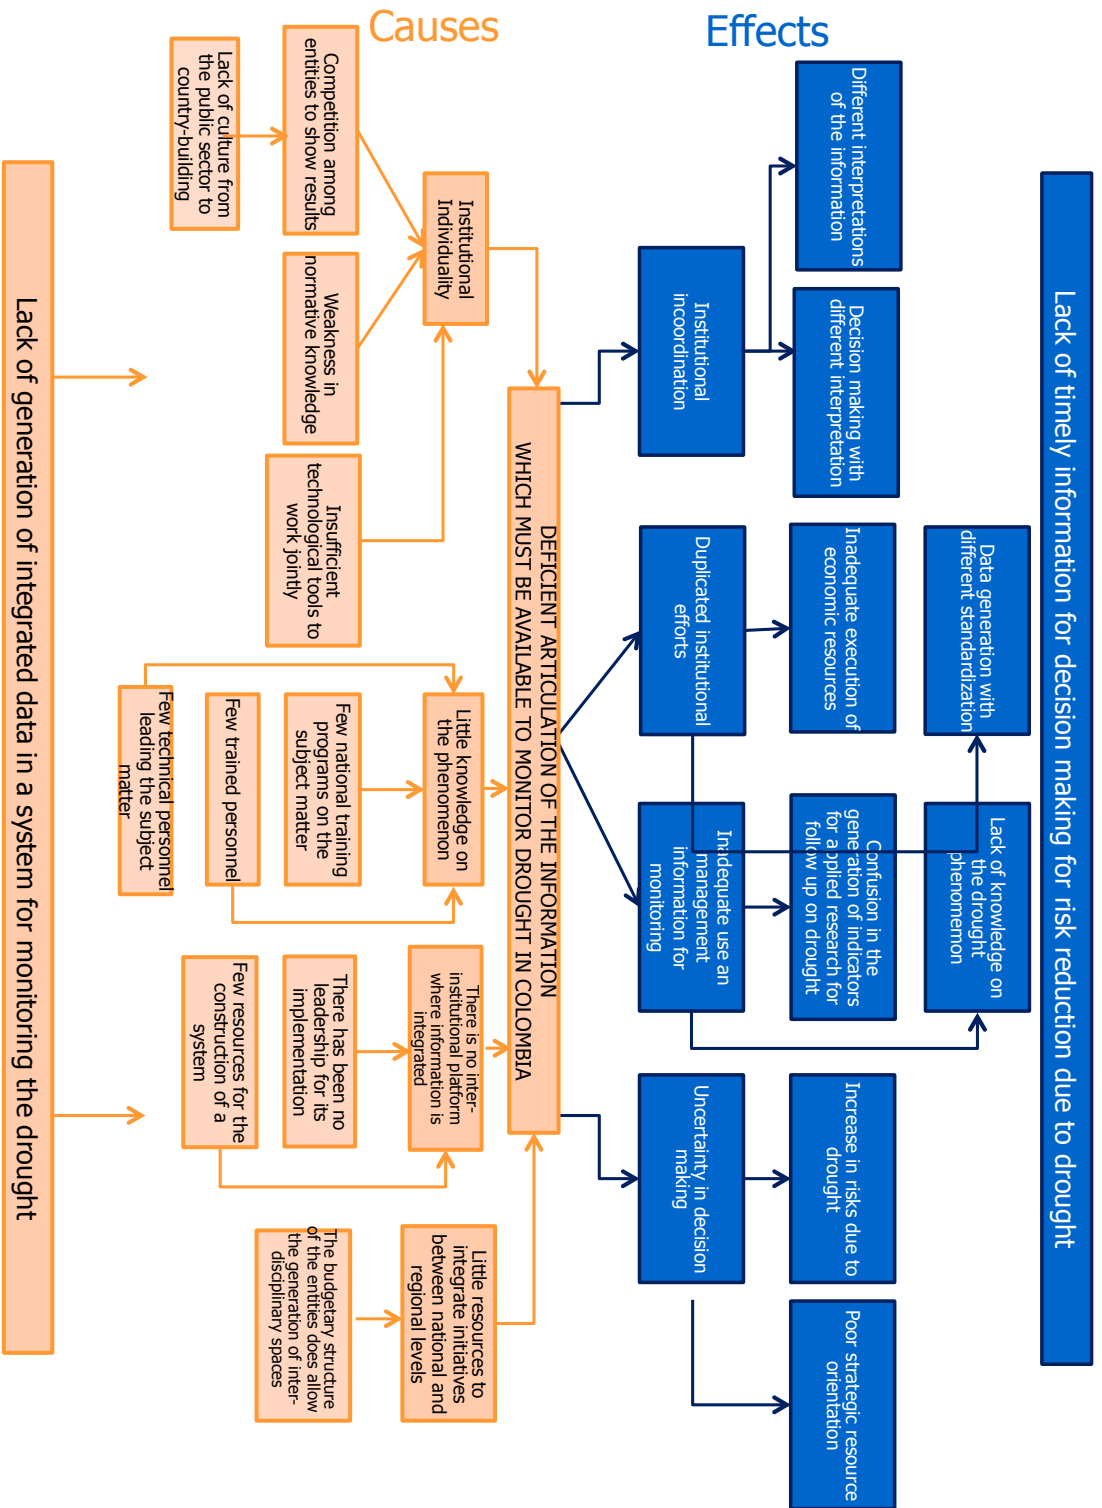 Effects
Causes
Lack of timely information for decision making for risk reduction due to drought
Data generation with
different standardization
Lack of knowledge on
the drought
phenomemon
Different interpretations
of the information
Decision making with
different interpretation
Inadequate execution of
economic resources
Confusion in the
generation of indicators
for applied research for
follow up on drought
Increase in risks due to
drought
Poor strategic resource
orientation
Institutional
incoordination
Duplicated institutional
efforts
Inadequate use an
management
information for
monitoring
Uncertainty in decision
making
DEFICIENT ARTICULATION OF THE INFORMATION
WHICH MUST BE AVAILABLE TO MONITOR DROUGHT IN COLOMBIA
Institutional
Individuality
Little knowledge on
the phenomenon
There is no inter-
institutional platform
where information is
integrated
Little resources to
integrate initiatives
between national and
regional levels
Competition among
entities to show results
Weakness in
normative knowledge
Insufficient
technological tools to
work jointly
Few national training
programs on the
subject matter
There has been no
leadership for its
implementation
The budgetary structure
of the entities does allow
the generation of inter-
disciplinary spaces
Lack of culture from
the public sector to
country-building
Few trained personnel
Few resources for the
construction of a
system
Few technical personnel
leading the subject
matter
Lack of generation of integrated data in a system for monitoring the drought